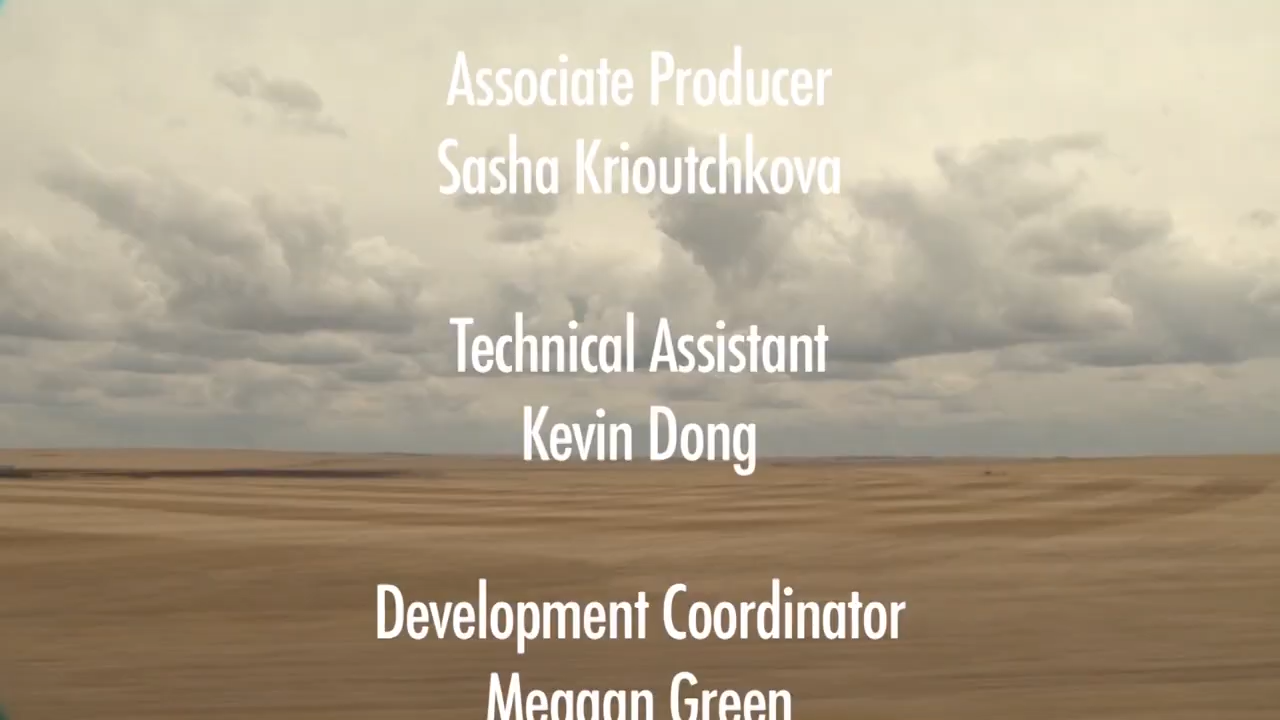 Associate Producer
Sasha Krioutchkova
Technical Assistant
Kevin Dong
Development Coordinator
Meagan Green